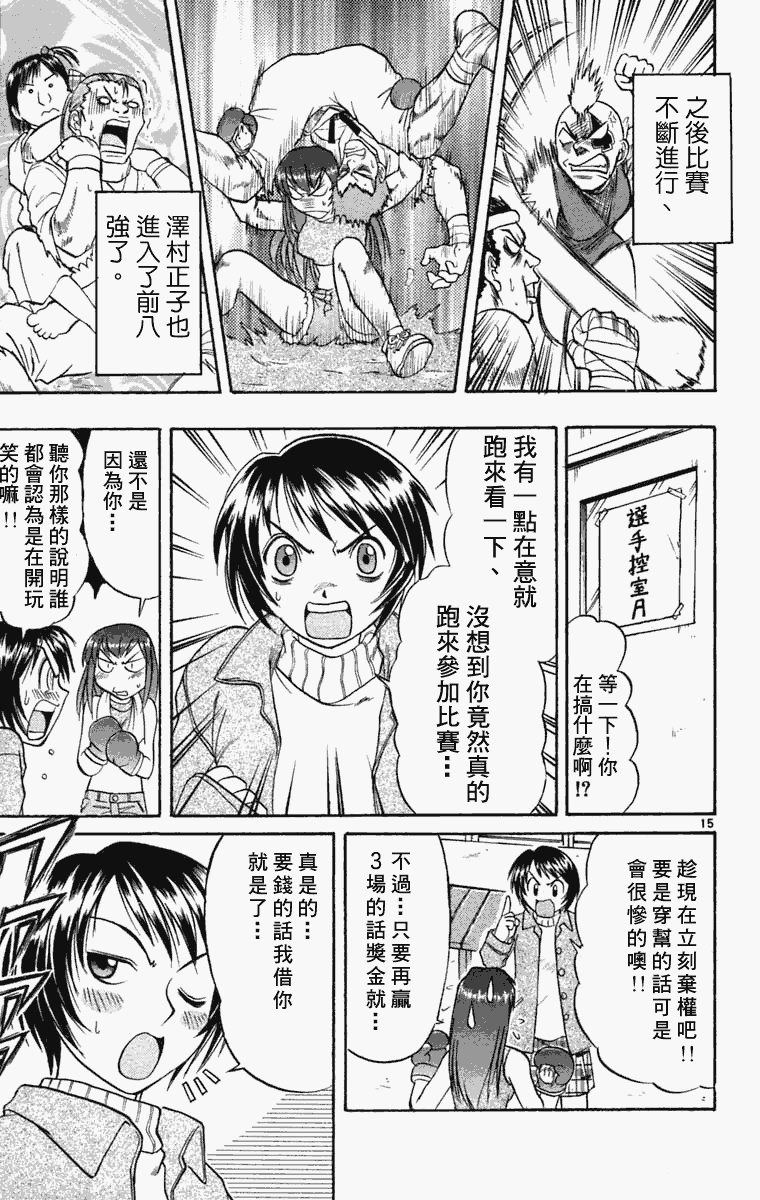 之後比賽
不斷進行、
澤村正子也
進入了前八
強了。
選手控室A
等一下！你
在搞什麼啊!?
我有一點在意就
跑來看一下、
沒想到你竟然真的
跑來參加比賽…
還不是
因為你…
聽你那樣的說明誰
都會認為是在開玩
笑的嘛!!
15
趁現在立刻棄權吧!!
要是穿幫的話可是
會很慘的噢!!
不過…只要再贏
3場的話獎金就…
真是的…
要錢的話我借你
就是了…